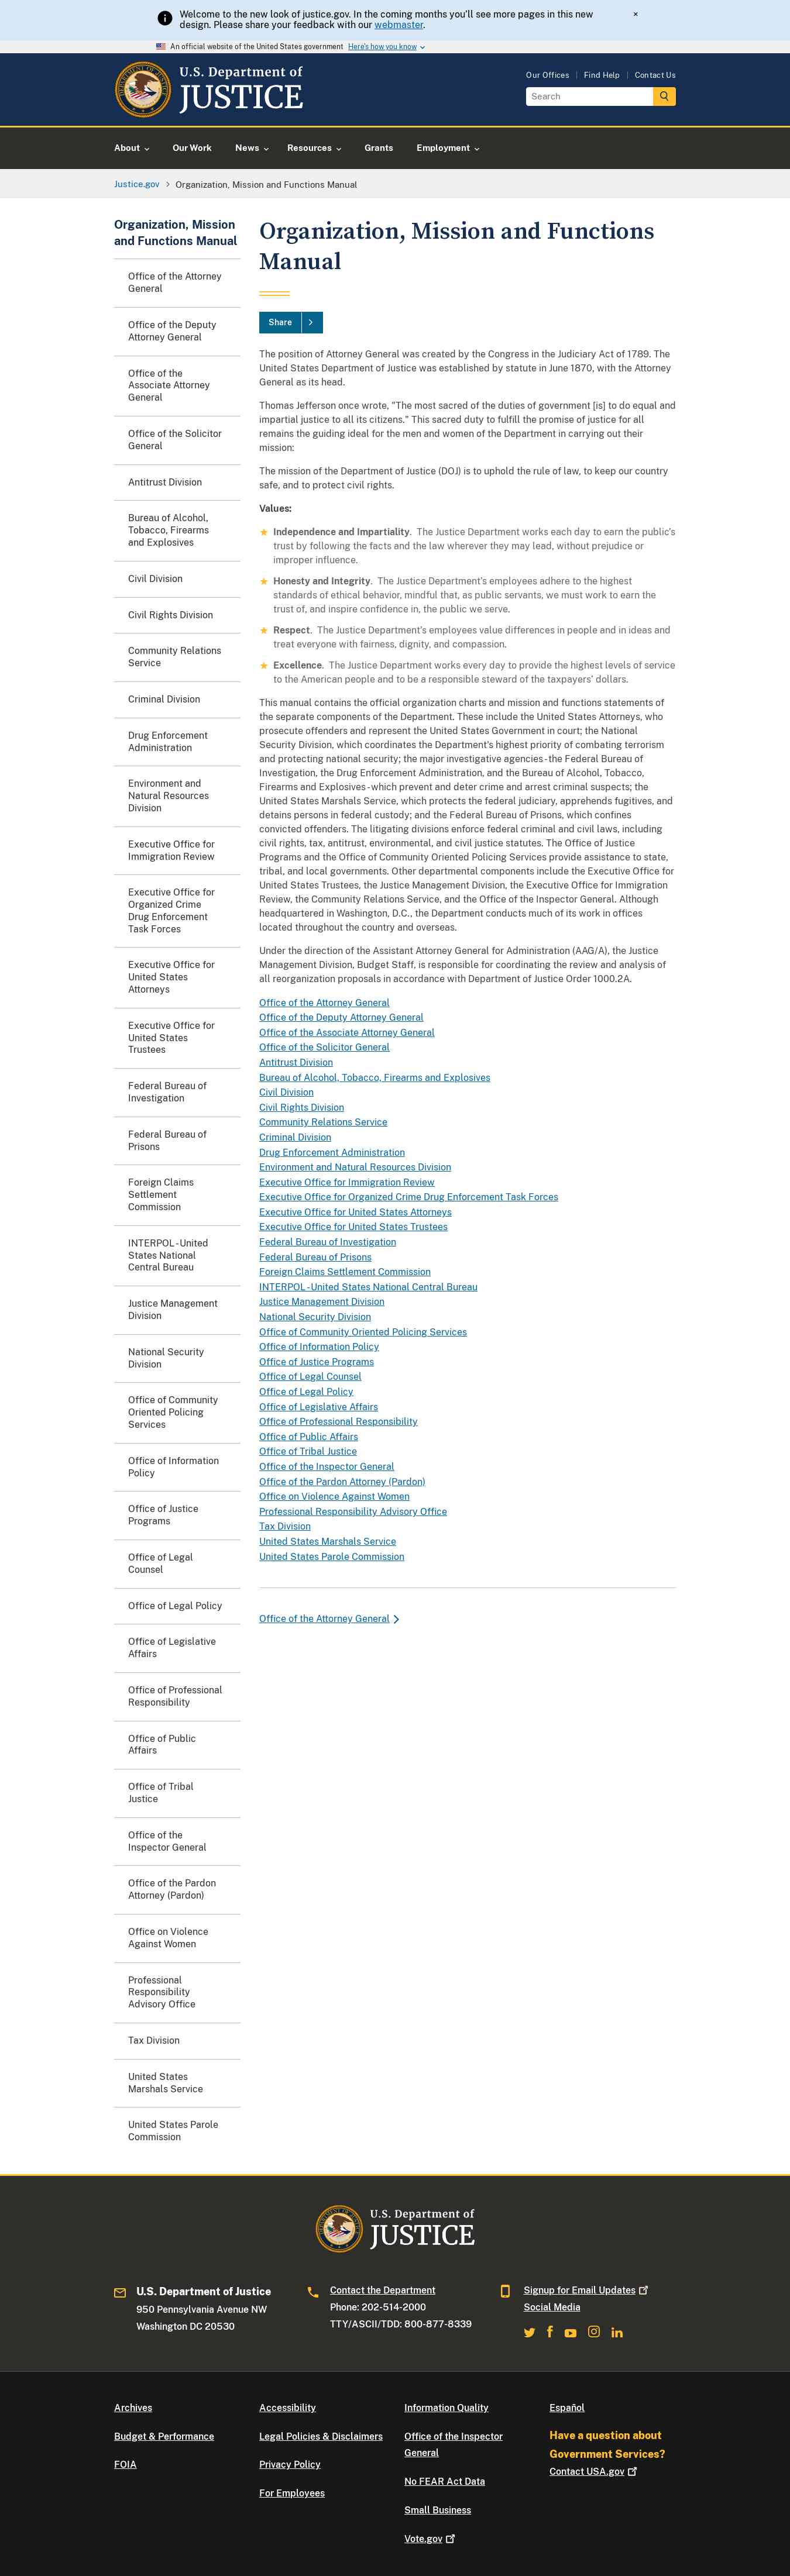 Welcome to the new look of justice.gov. In the coming months you'll see more pages in this new
design. Please share your feedback with our webmaster.
×
An official website of the United States government Here's how you know
U.S. Department of
JUSTICE
Our Offices
Find Help
Contact Us
Search
About
Our Work
News
Resources
Grants
Employment
Justice.gov
Organization, Mission and Functions Manual
Organization, Mission
and Functions Manual
Office of the Attorney
General
Office of the Deputy
Attorney General
Office of the
Associate Attorney
General
Office of the Solicitor
General
Antitrust Division
Bureau of Alcohol,
Tobacco, Firearms
and Explosives
Civil Division
Civil Rights Division
Community Relations
Service
Criminal Division
Drug Enforcement
Administration
Environment and
Natural Resources
Division
Executive Office for
Immigration Review
Executive Office for
Organized Crime
Drug Enforcement
Task Forces
Executive Office for
United States
Attorneys
Executive Office for
United States
Trustees
Federal Bureau of
Investigation
Federal Bureau of
Prisons
Foreign Claims
Settlement
Commission
INTERPOL-United
States National
Central Bureau
Justice Management
Division
National Security
Division
Office of Community
Oriented Policing
Services
Office of Information
Policy
Office of Justice
Programs
Office of Legal
Counsel
Office of Legal Policy
Office of Legislative
Affairs
Office of Professional
Responsibility
Office of Public
Affairs
Office of Tribal
Justice
Office of the
Inspector General
Office of the Pardon
Attorney (Pardon)
Office on Violence
Against Women
Professional
Responsibility
Advisory Office
Tax Division
United States
Marshals Service
United States Parole
Commission
Organization, Mission and Functions
Manual
Share
The position of Attorney General was created by the Congress in the Judiciary Act of 1789. The
United States Department of Justice was established by statute in June 1870, with the Attorney
General as its head.
Thomas Jefferson once wrote, "The most sacred of the duties of government [is] to do equal and
impartial justice to all its citizens." This sacred duty to fulfill the promise of justice for all
remains the guiding ideal for the men and women of the Department in carrying out their
mission:
The mission of the Department of Justice (DOJ) is to uphold the rule of law, to keep our country
safe, and to protect civil rights.
Values:
Independence and Impartiality. The Justice Department works each day to earn the public's
trust by following the facts and the law wherever they may lead, without prejudice or
improper influence.
Honesty and Integrity. The Justice Department's employees adhere to the highest
standards of ethical behavior, mindful that, as public servants, we must work to earn the
trust of, and inspire confidence in, the public we serve.
Respect. The Justice Department's employees value differences in people and in ideas and
treat everyone with fairness, dignity, and compassion.
Excellence. The Justice Department works every day to provide the highest levels of service
to the American people and to be a responsible steward of the taxpayers' dollars.
This manual contains the official organization charts and mission and functions statements of
the separate components of the Department. These include the United States Attorneys, who
prosecute offenders and represent the United States Government in court; the National
Security Division, which coordinates the Department's highest priority of combating terrorism
and protecting national security; the major investigative agencies-the Federal Bureau of
Investigation, the Drug Enforcement Administration, and the Bureau of Alcohol, Tobacco,
Firearms and Explosives-which prevent and deter crime and arrest criminal suspects; the
United States Marshals Service, which protects the federal judiciary, apprehends fugitives, and
detains persons in federal custody; and the Federal Bureau of Prisons, which confines
convicted offenders. The litigating divisions enforce federal criminal and civil laws, including
civil rights, tax, antitrust, environmental, and civil justice statutes. The Office of Justice
Programs and the Office of Community Oriented Policing Services provide assistance to state,
tribal, and local governments. Other departmental components include the Executive Office for
United States Trustees, the Justice Management Division, the Executive Office for Immigration
Review, the Community Relations Service, and the Office of the Inspector General. Although
headquartered in Washington, D.C., the Department conducts much of its work in offices
located throughout the country and overseas.
Under the direction of the Assistant Attorney General for Administration (AAG/A), the Justice
Management Division, Budget Staff, is responsible for coordinating the review and analysis of
all reorganization proposals in accordance with Department of Justice Order 1000.2A.
Office of the Attorney General
Office of the Deputy Attorney General
Office of the Associate Attorney General
Office of the Solicitor General
Antitrust Division
Bureau of Alcohol, Tobacco, Firearms and Explosives
Civil Division
Civil Rights Division
Community Relations Service
Criminal Division
Drug Enforcement Administration
Environment and Natural Resources Division
Executive Office for Immigration Review
Executive Office for Organized Crime Drug Enforcement Task Forces
Executive Office for United States Attorneys
Executive Office for United States Trustees
Federal Bureau of Investigation
Federal Bureau of Prisons
Foreign Claims Settlement Commission
INTERPOL-United States National Central Bureau
Justice Management Division
National Security Division
Office of Community Oriented Policing Services
Office of Information Policy
Office of Justice Programs
Office of Legal Counsel
Office of Legal Policy
Office of Legislative Affairs
Office of Professional Responsibility
Office of Public Affairs
Office of Tribal Justice
Office of the Inspector General
Office of the Pardon Attorney (Pardon)
Office on Violence Against Women
Professional Responsibility Advisory Office
Tax Division
United States Marshals Service
United States Parole Commission
Office of the Attorney General
U.S. Department of
JUSTICE
U.S. Department of Justice
950 Pennsylvania Avenue NW
Washington DC 20530
Contact the Department
Phone: 202-514-2000
TTY/ASCII/TDD: 800-877-8339
Signup for Email Updates
Social Media
Archives
Budget & Performance
FOIA
Accessibility
Legal Policies & Disclaimers
Privacy Policy
For Employees
Information Quality
Office of the Inspector
General
No FEAR Act Data
Small Business
Vote.gov
Español
Have a question about
Government Services?
Contact USA.gov